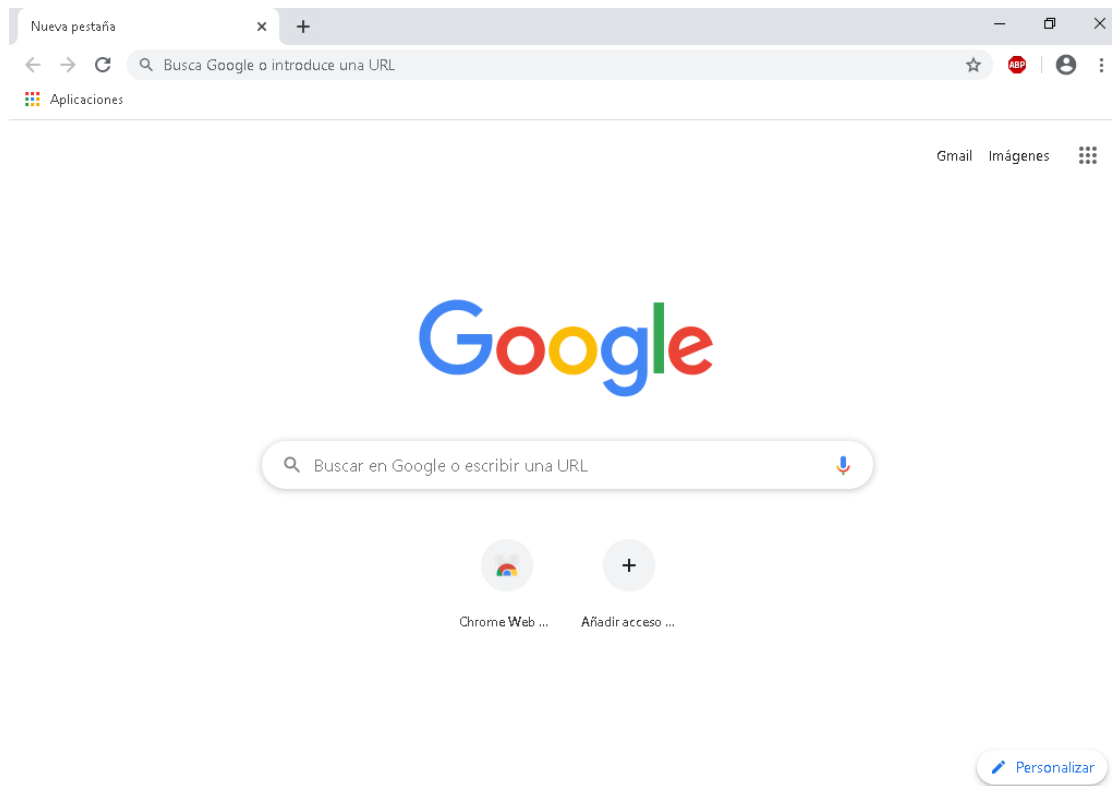 Nueva pestaña
Busca Google o introduce una URL
ABP
Aplicaciones
Gmail Imágenes
Google
Buscar en Google o escribir una URL
Chrome Web ... Añadir acceso ...
Personalizar